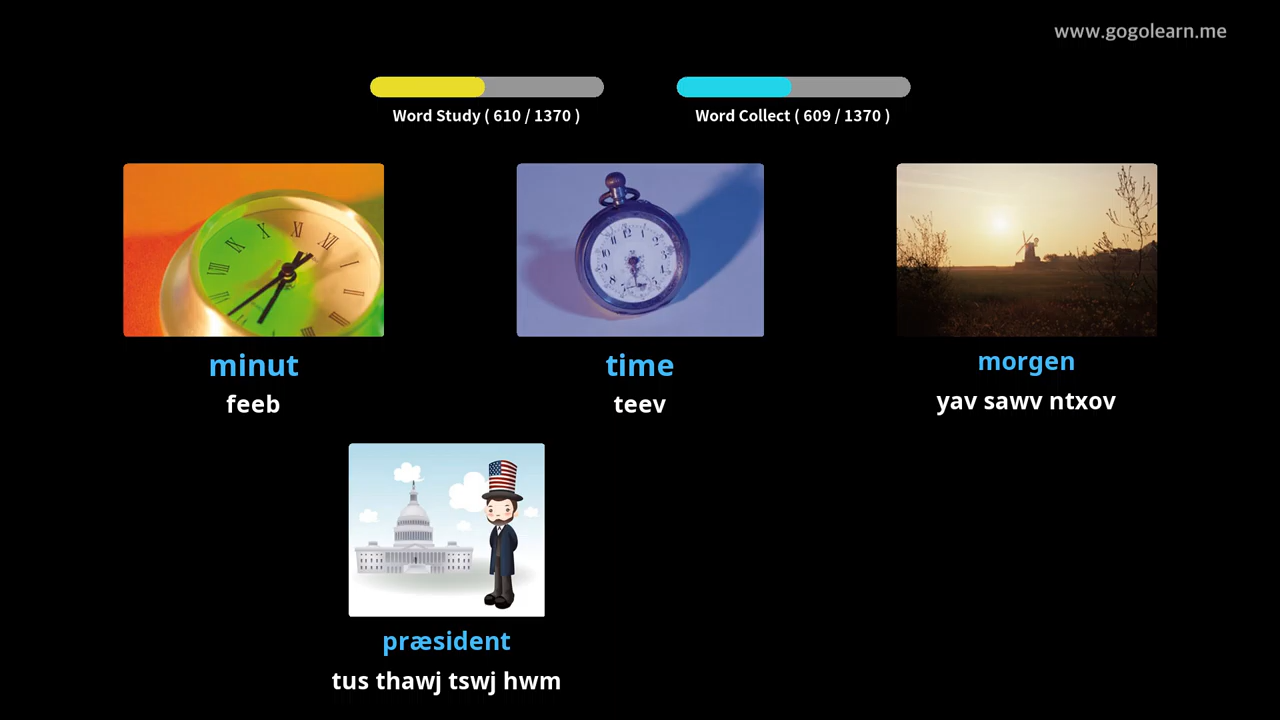 www.gogolearn.me
Word Study ( 610 / 1370 )
Word Collect ( 609 / 1370 )
minut
feeb
time
teev
morgen
yav sawv ntxov
præsident
tus thawj tswj hwm